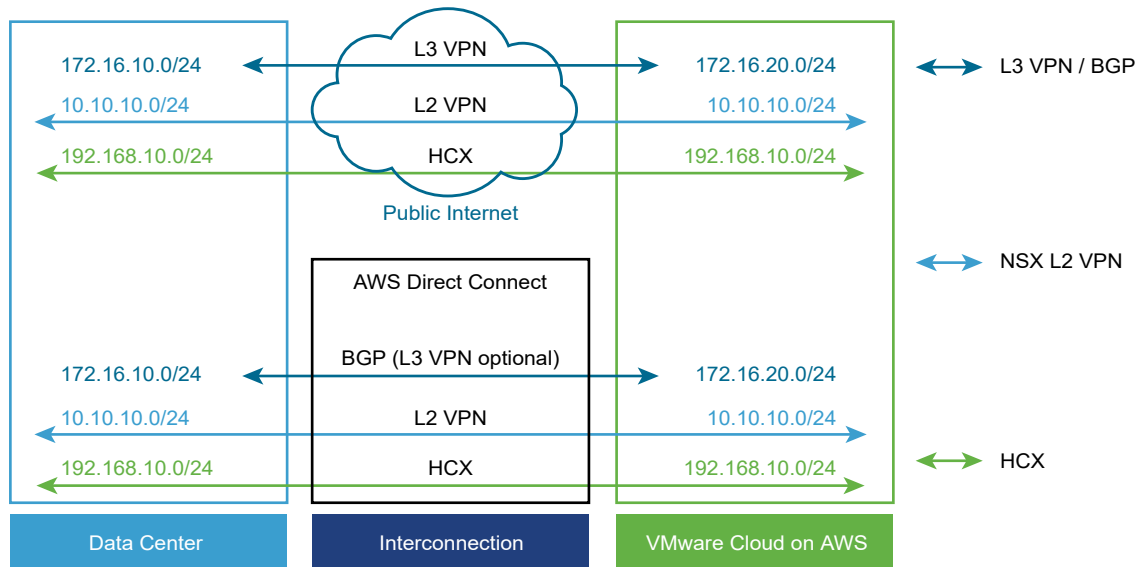 L3 VPN
172.16.10.0/24
172.16.20.0/24
L3 VPN / BGP
10.10.10.0/24
L2 VPN
10.10.10.0/24
192.168.10.0/24
HCX
192.168.10.0/24
Public Internet
NSX L2 VPN
AWS Direct Connect
BGP (L3 VPN optional)
172.16.10.0/24
172.16.20.0/24
10.10.10.0/24
L2 VPN
10.10.10.0/24
192.168.10.0/24
HCX
192.168.10.0/24
HCX
Data Center
Interconnection
VMware Cloud on AWS